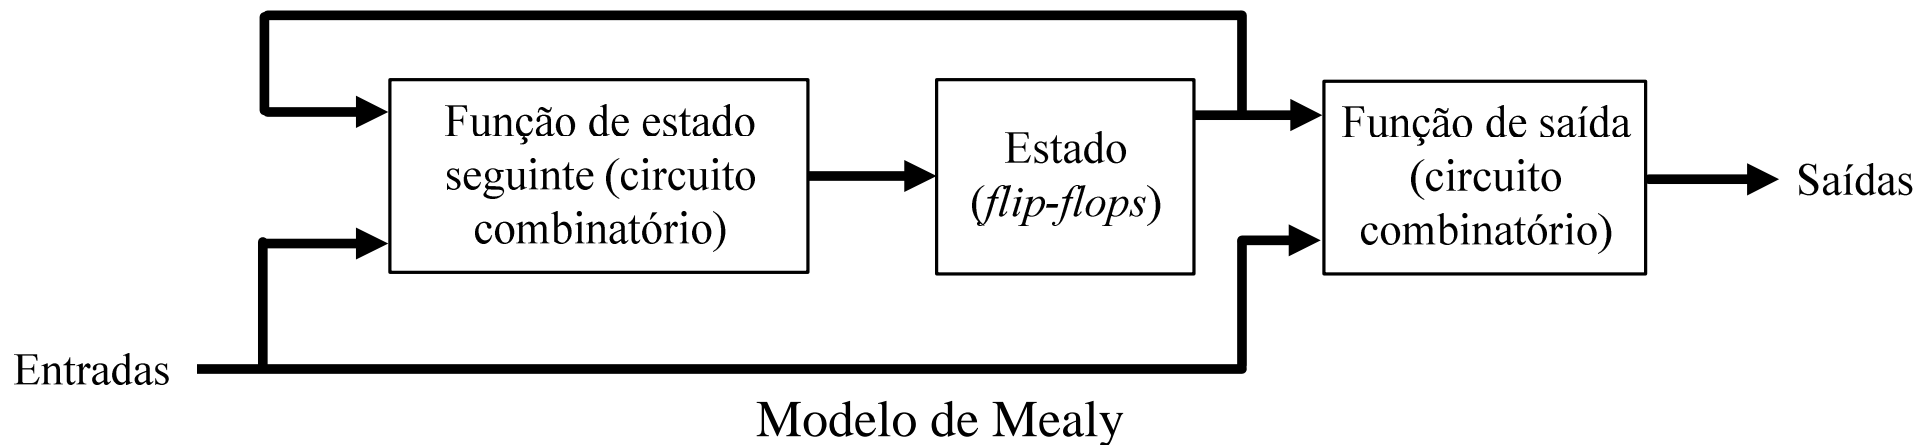 Função de estado
seguinte (circuito
combinatório)
Estado
(flip-flops)
Função de saída
(circuito
combinatório)
Saídas
Entradas
Modelo de Mealy